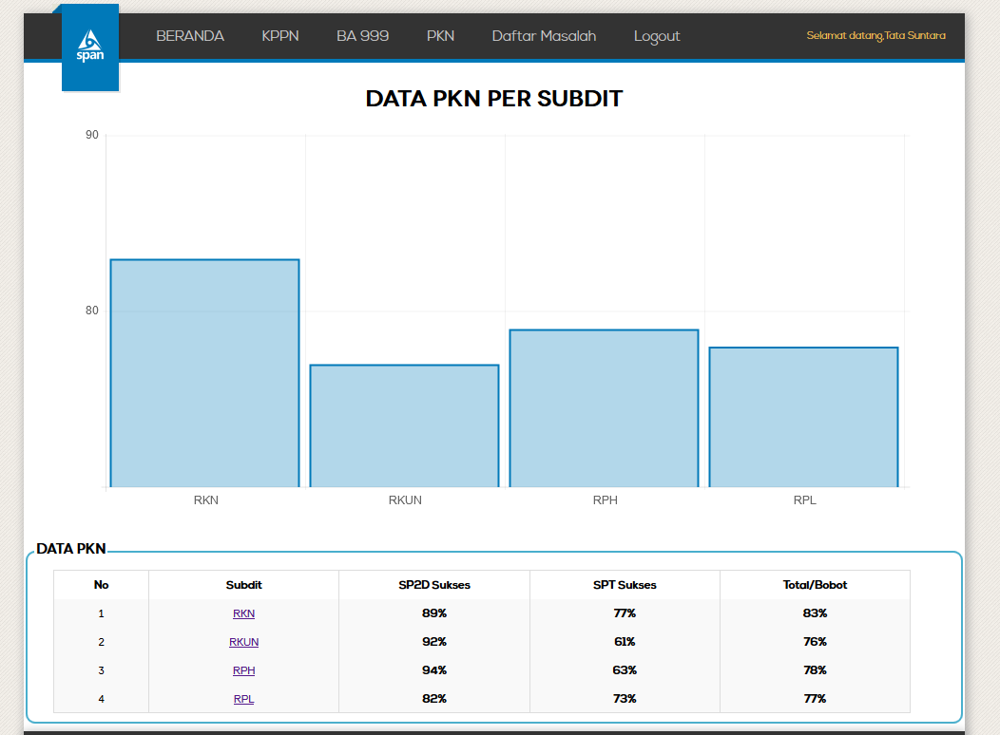 span
BERANDA KPPN BA 999 PKN Daftar Masalah Logout Selamat datang,Tata Suntara
DATA PKN PER SUBDIT
90
80
RKN RKUN RPH RPL
DATA PKN
No Subdit SP2D Sukses SPT Sukses Total/Bobot
1 RKN 89% 77% 83%
2 RKUN 92% 61% 76%
3 RPH 94% 63% 78%
4 RPL 82% 73% 77%